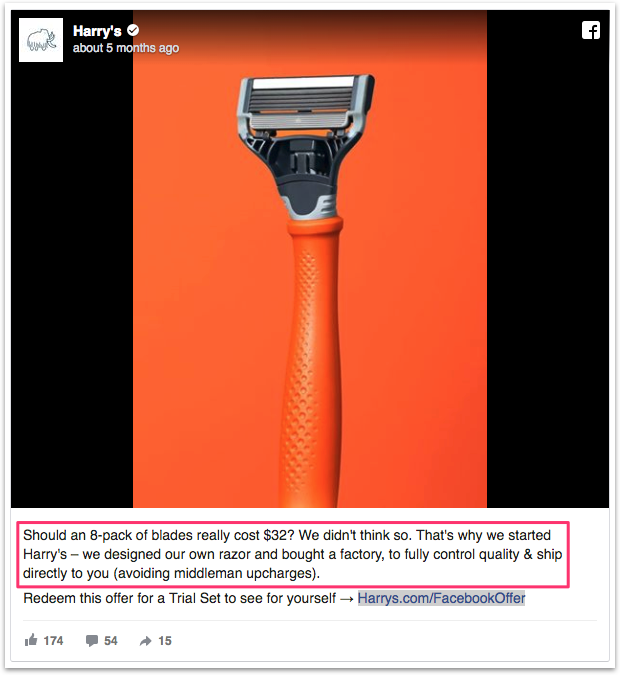 Harry's
about 5 months ago
Should an 8-pack of blades really cost $32? We didn't think so. That's why we started
Harry's – we designed our own razor and bought a factory, to fully control quality & ship
directly to you (avoiding middleman upcharges).
Redeem this offer for a Trial Set to see for yourself → Harrys.com/FacebookOffer
174 54 15